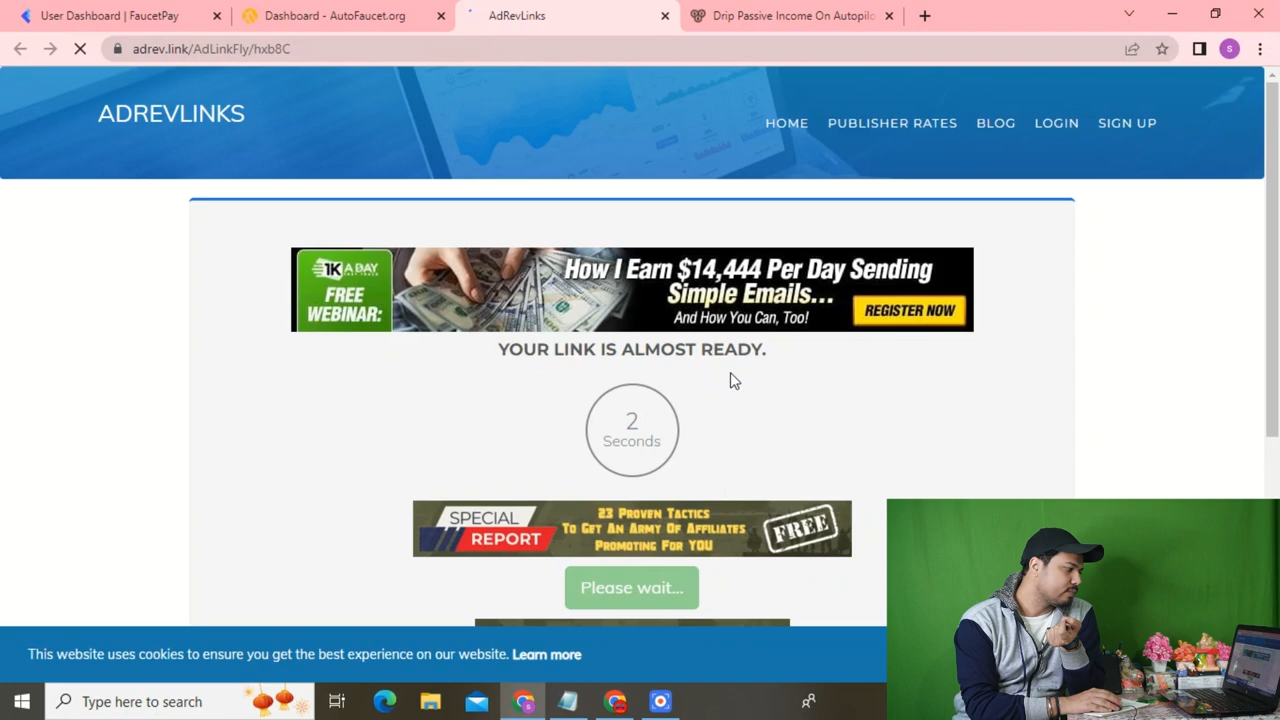 User Dashboard | FaucetPay
Dashboard - AutoFaucet.org
AdRevLinks
Drip Passive Income On Autopilo
adrev.link/AdLinkFly/hxb8C
S
ADREVLINKS
HOME
PUBLISHER RATES
BLOG
LOGIN
SIGN UP
1K A DAY
FREE
WEBINAR:
How I Earn $14,444 Per Day Sending
Simple Emails...
And How You Can, Too!
REGISTER NOW
YOUR LINK IS ALMOST READY.
2
Seconds
SPECIAL
REPORT
23 PROVEN TACTICS
TO GET AN ARMY OF AFFILIATES
PROMOTING FOR YOU
FREE
Please wait...
This website uses cookies to ensure you get the best experience on our website. Learn more
Type here to search